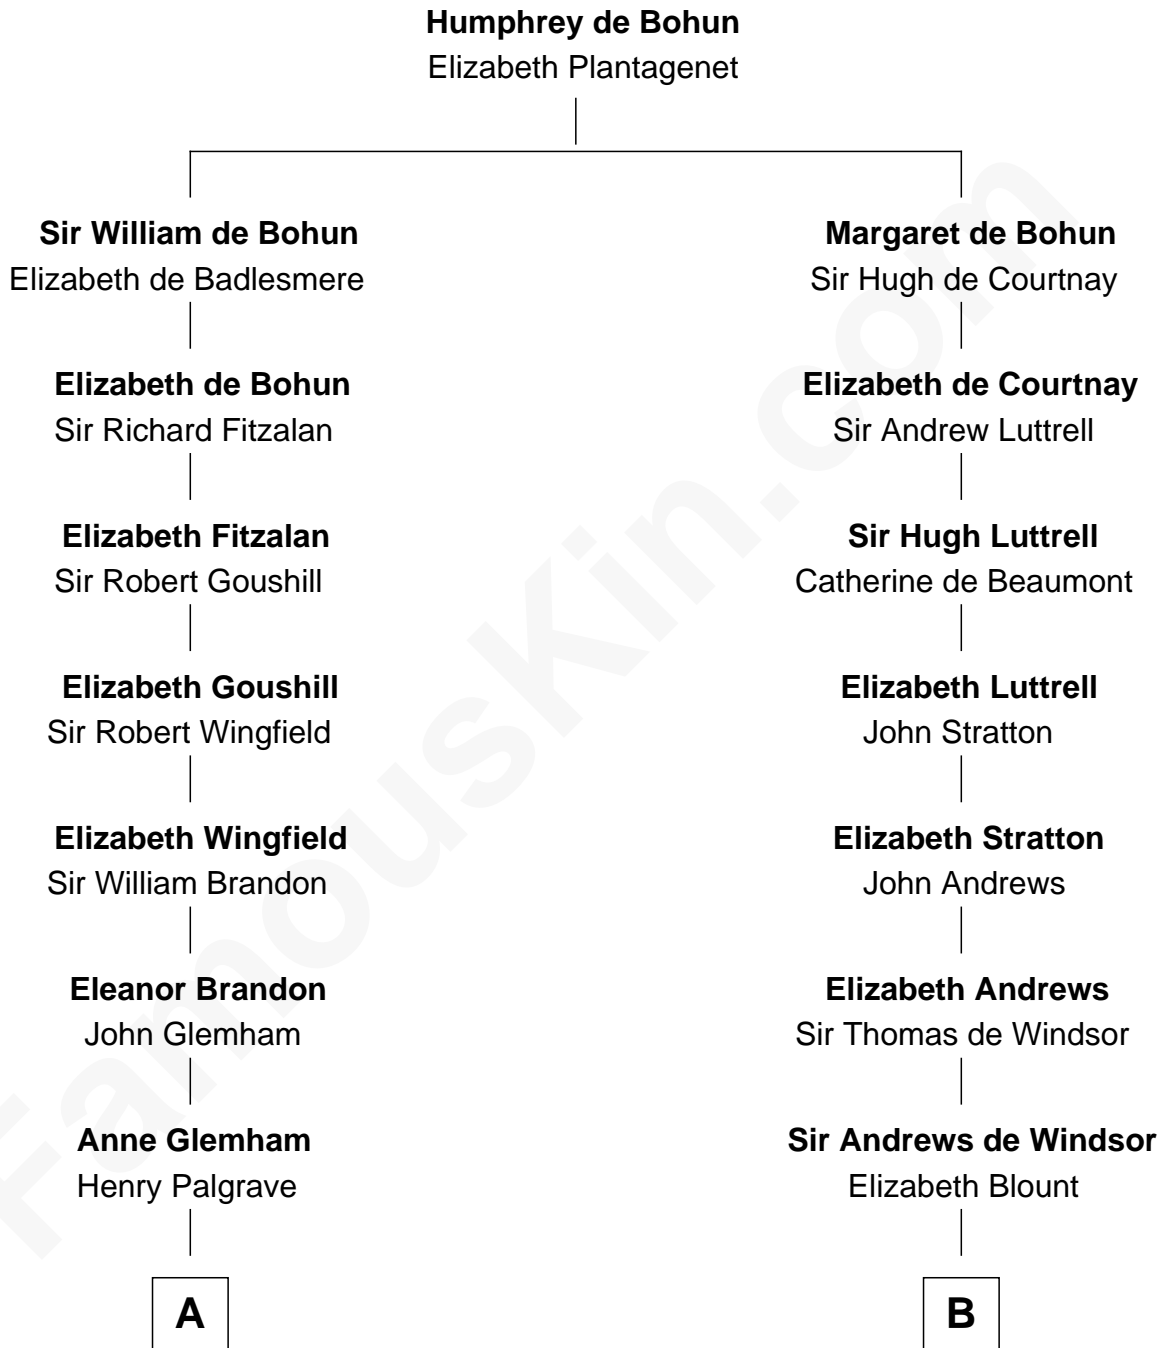 Humphrey de Bohun
Elizabeth Plantagenet
Sir William de Bohun
Elizabeth de Badlesmere
Margaret de Bohun
Sir Hugh de Courtnay
Elizabeth de Bohun
Sir Richard Fitzalan
Elizabeth de Courtnay
Sir Andrew Luttrell
Elizabeth Fitzalan
Sir Robert Goushill
Sir Hugh Luttrell
Catherine de Beaumont
Elizabeth Goushill
Sir Robert Wingfield
Elizabeth Luttrell
John Stratton
Elizabeth Wingfield
Sir William Brandon
Elizabeth Stratton
John Andrews
Eleanor Brandon
John Glemham
Elizabeth Andrews
Sir Thomas de Windsor
Anne Glemham
Henry Palgrave
Sir Andrews de Windsor
Elizabeth Blount
A
B
FamousKin.com